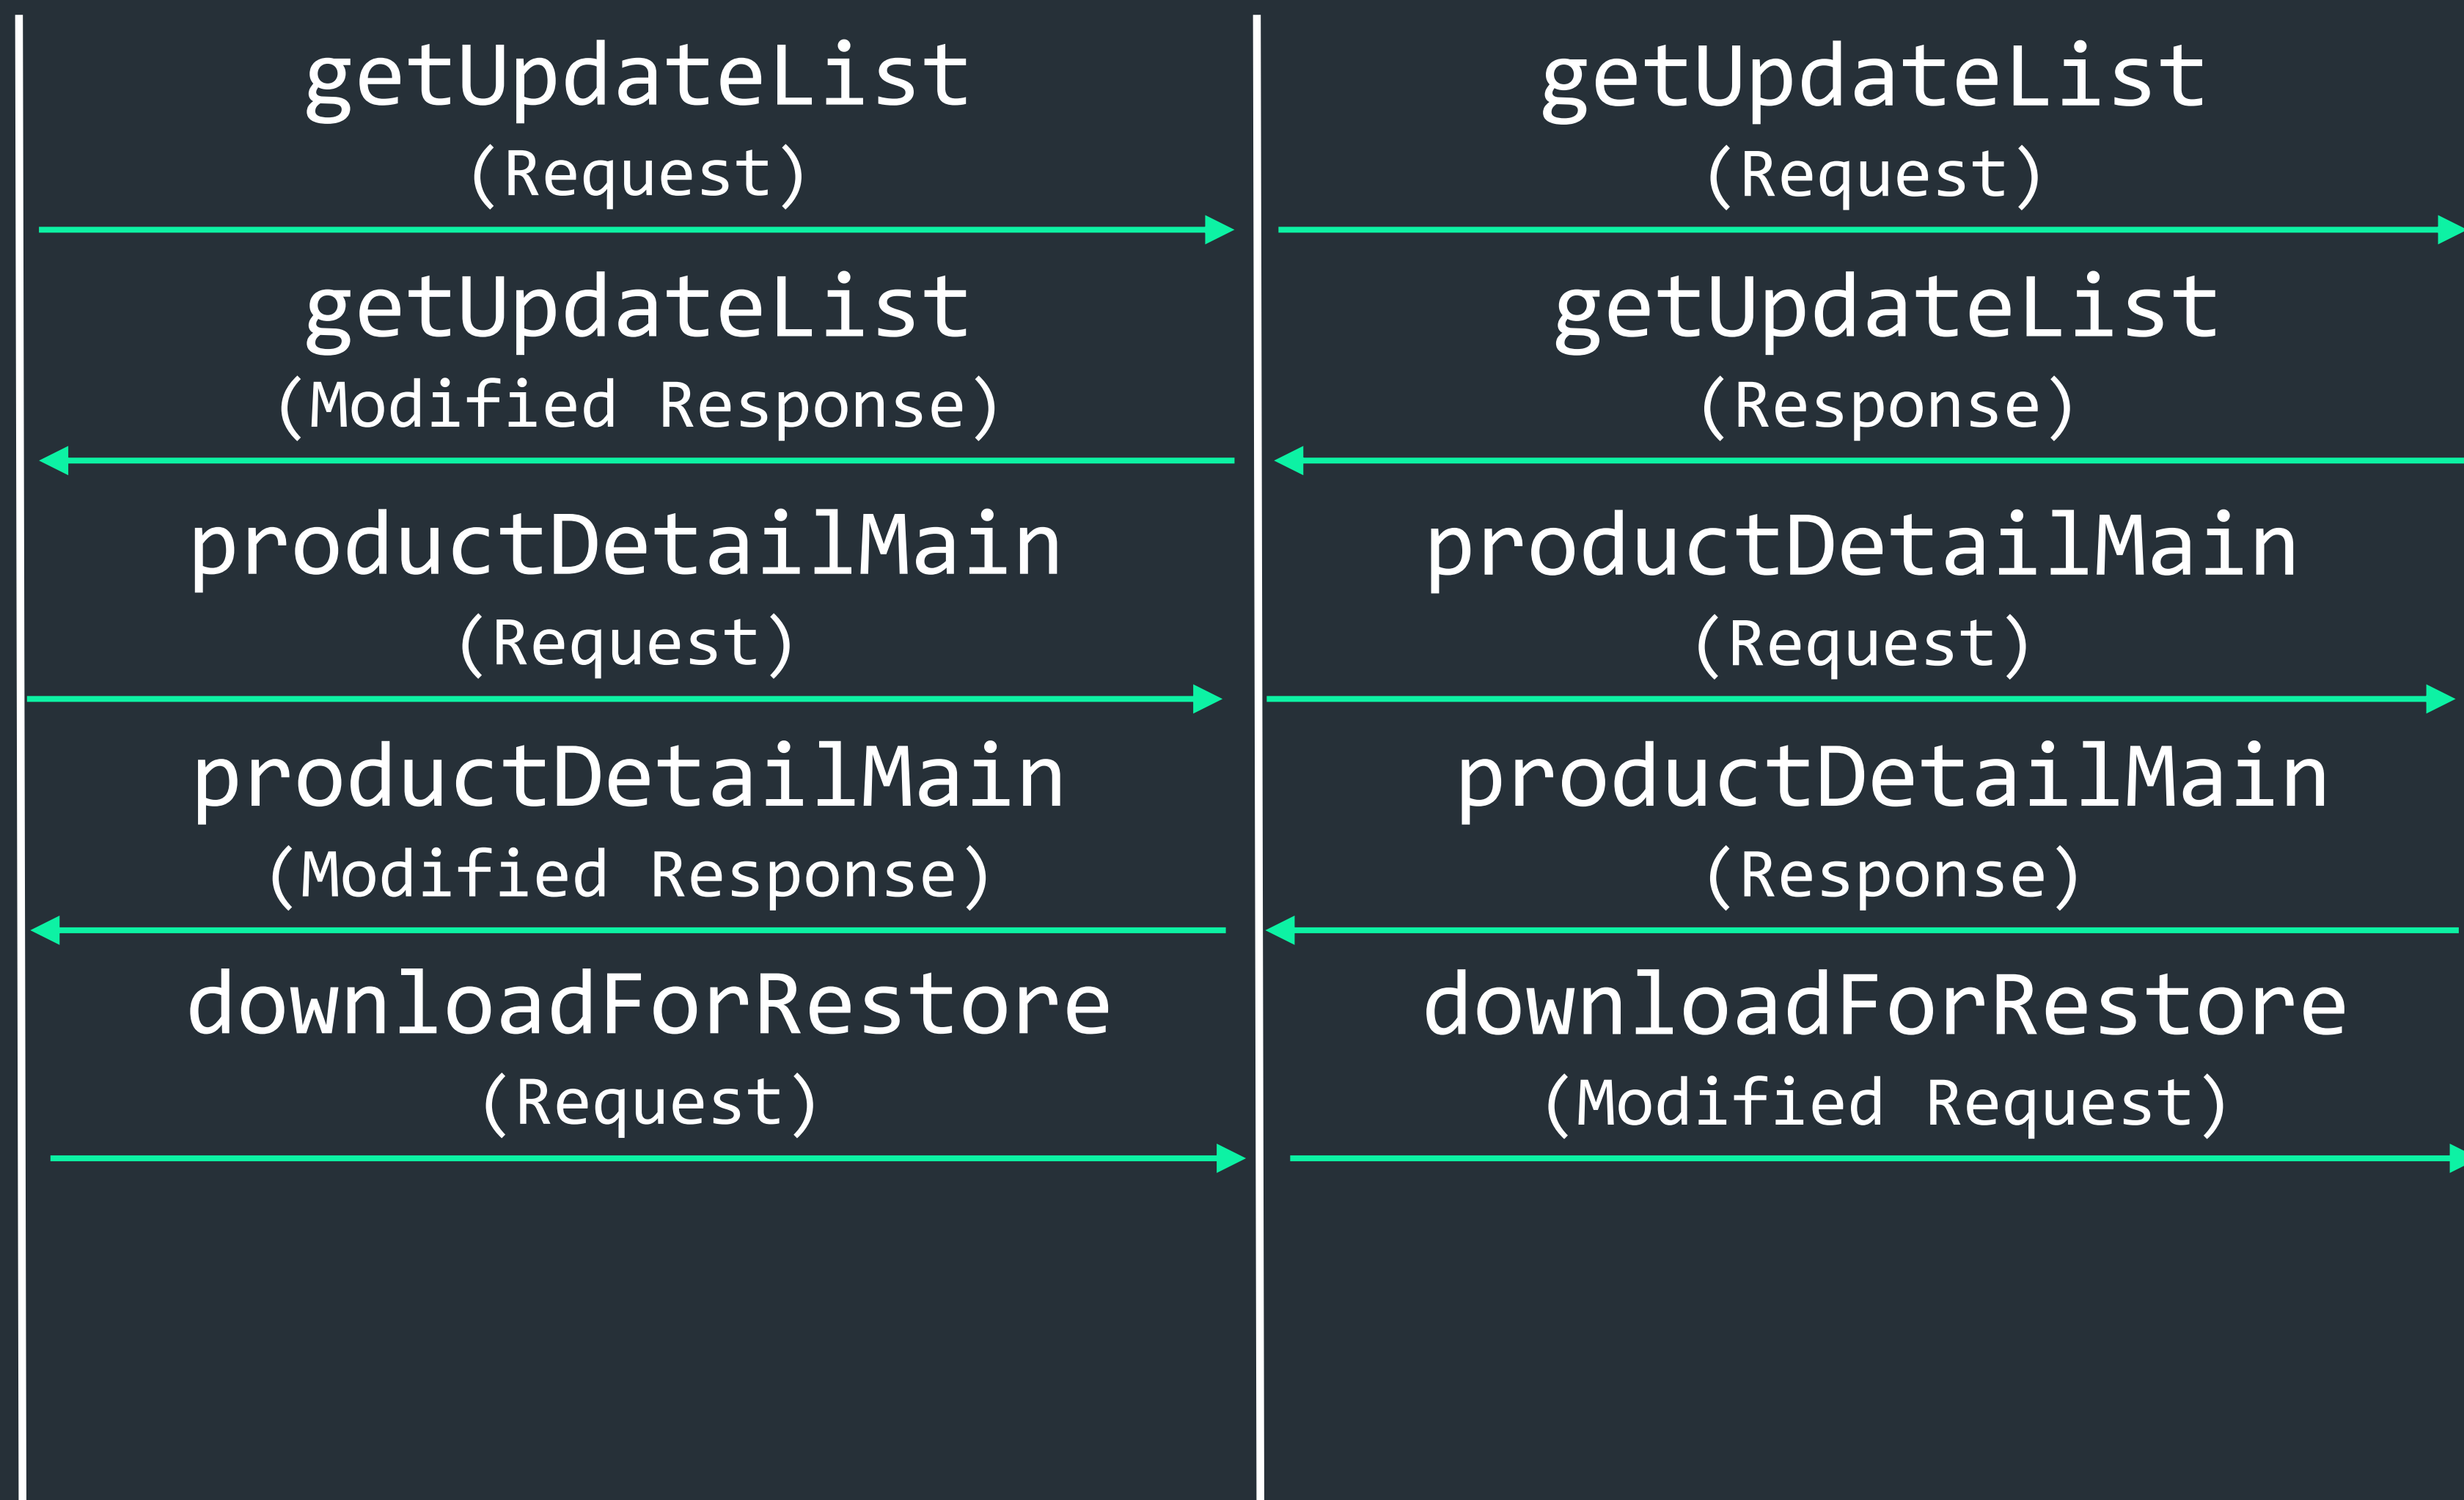 getUpdateList
(Request)
getUpdateList
(Request)
getUpdateList
(Modified Response)
getUpdateList
(Response)
productDetailMain
(Request)
productDetailMain
(Request)
productDetailMain
(Modified Response)
productDetailMain
(Response)
downloadForRestore
(Request)
downloadForRestore
(Modified Request)